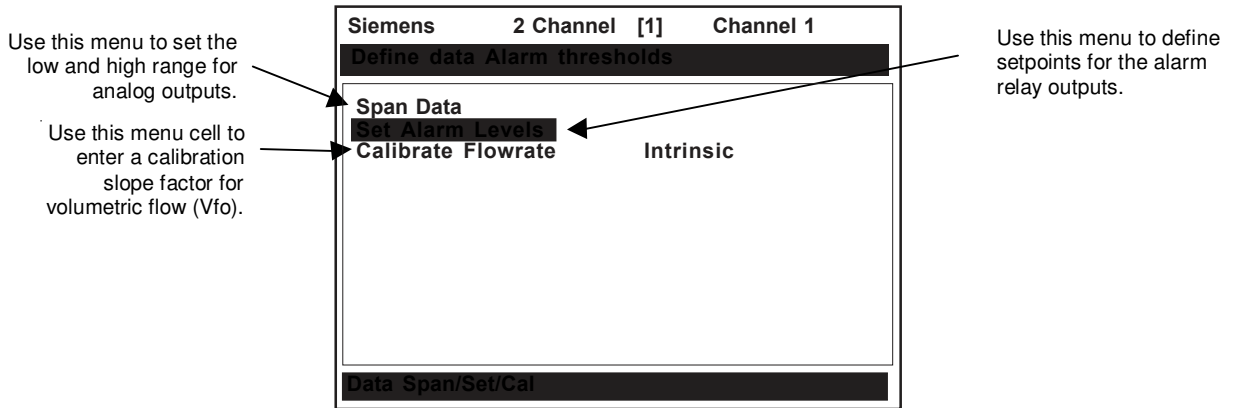 Siemens 2 Channel [1] Channel 1
Define data Alarm thresholds
Span Data
Set Alarm Levels
Calibrate Flowrate Intrinsic
Data Span/Set/Cal
Use this menu to set the
low and high range for
analog outputs.
Use this menu cell to
enter a calibration
slope factor for
volumetric flow (Vfo).
Use this menu to define
setpoints for the alarm
relay outputs.